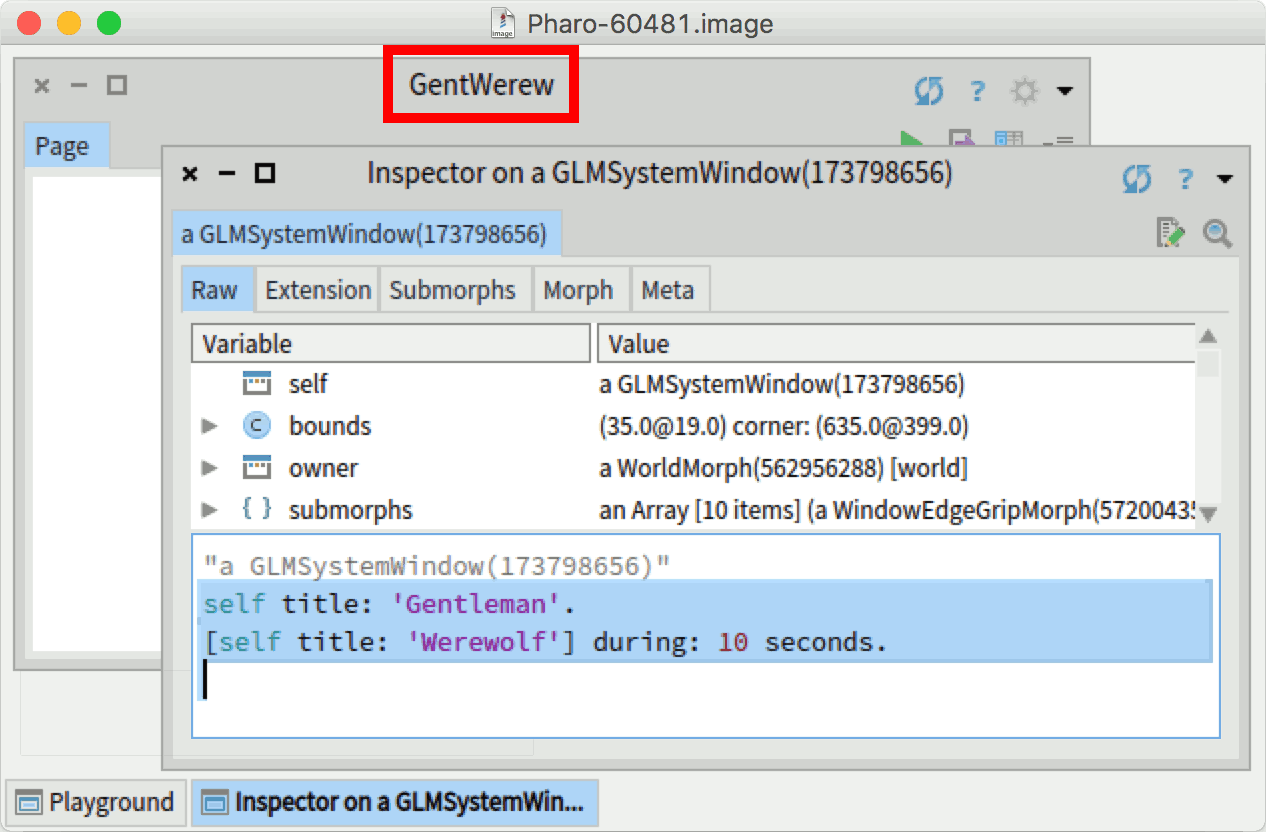 Pharo-60481.image
GentWerew
?
Page
Inspector on a GLMSystemWindow(173798656)
?
a GLMSystemWindow(173798656)
Raw Extension Submorphs Morph Meta
Variable Value
self a GLMSystemWindow(173798656)
C bounds (35.0@19.0) corner: (635.0@399.0)
owner a WorldMorph(562956288) [world]
{ } submorphs an Array [10 items] (a WindowEdgeGripMorph(5720043
"a GLMSystemWindow(173798656)"
self title: 'Gentleman'.
[self title: 'Werewolf'] during: 10 seconds.
Playground Inspector on a GLMSystemWin...